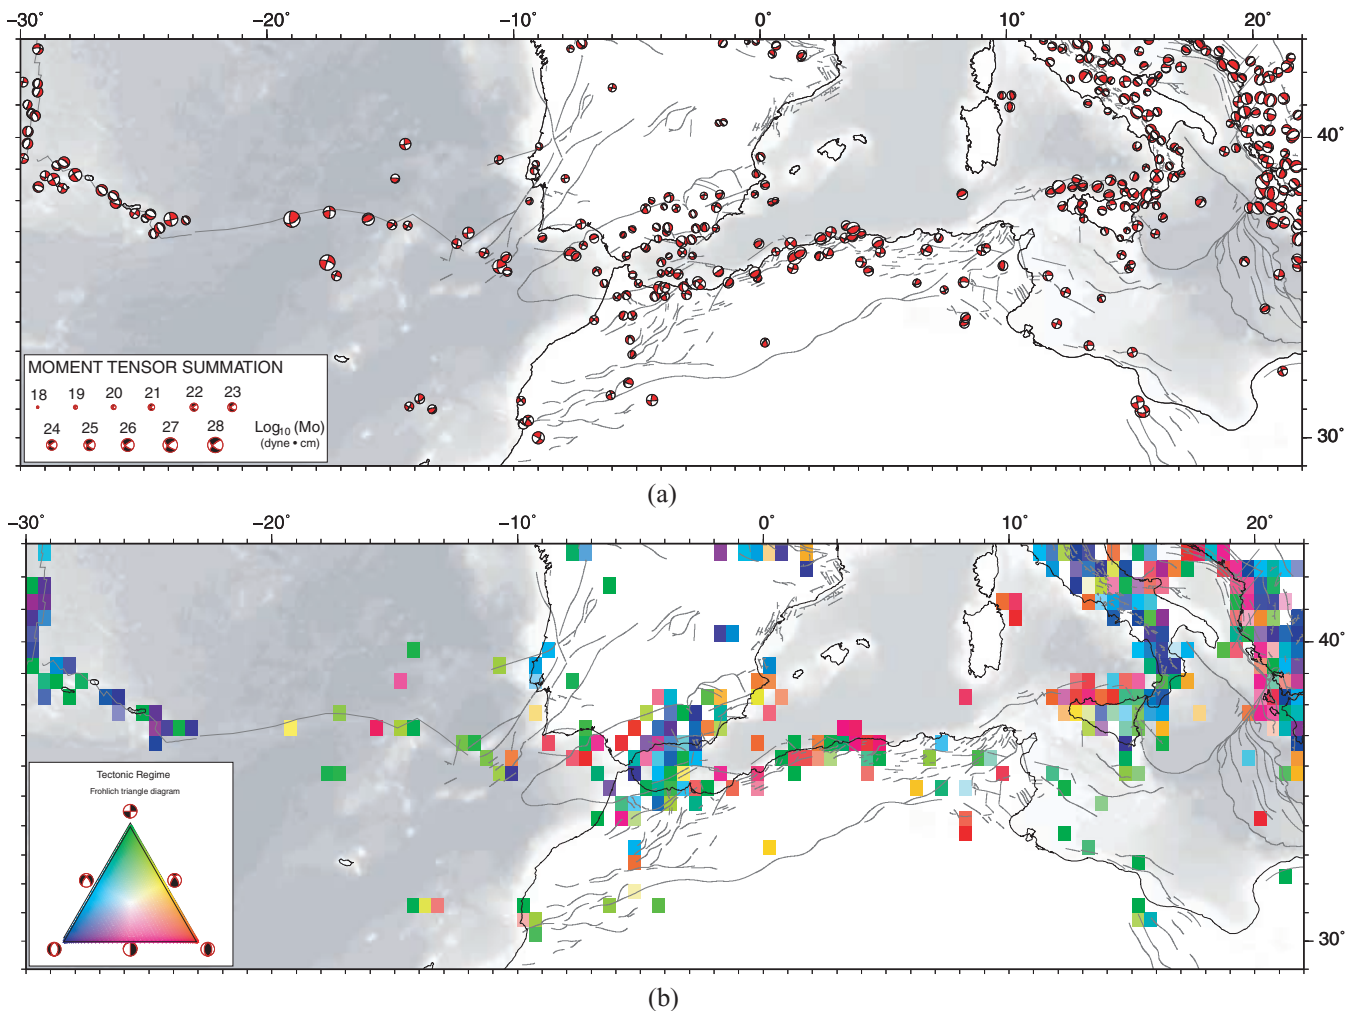 −30° −20° −10° 0° 10° 20°
40°
MOMENT TENSOR SUMMATION
18 19 20 21 22 23
24 25 26 27 28 Log10 (Mo)
(dyne • cm)
30°
(a)
−30° −20° −10° 0° 10° 20°
40°
Tectonic Regime
Frohlich triangle diagram
30°
(b)